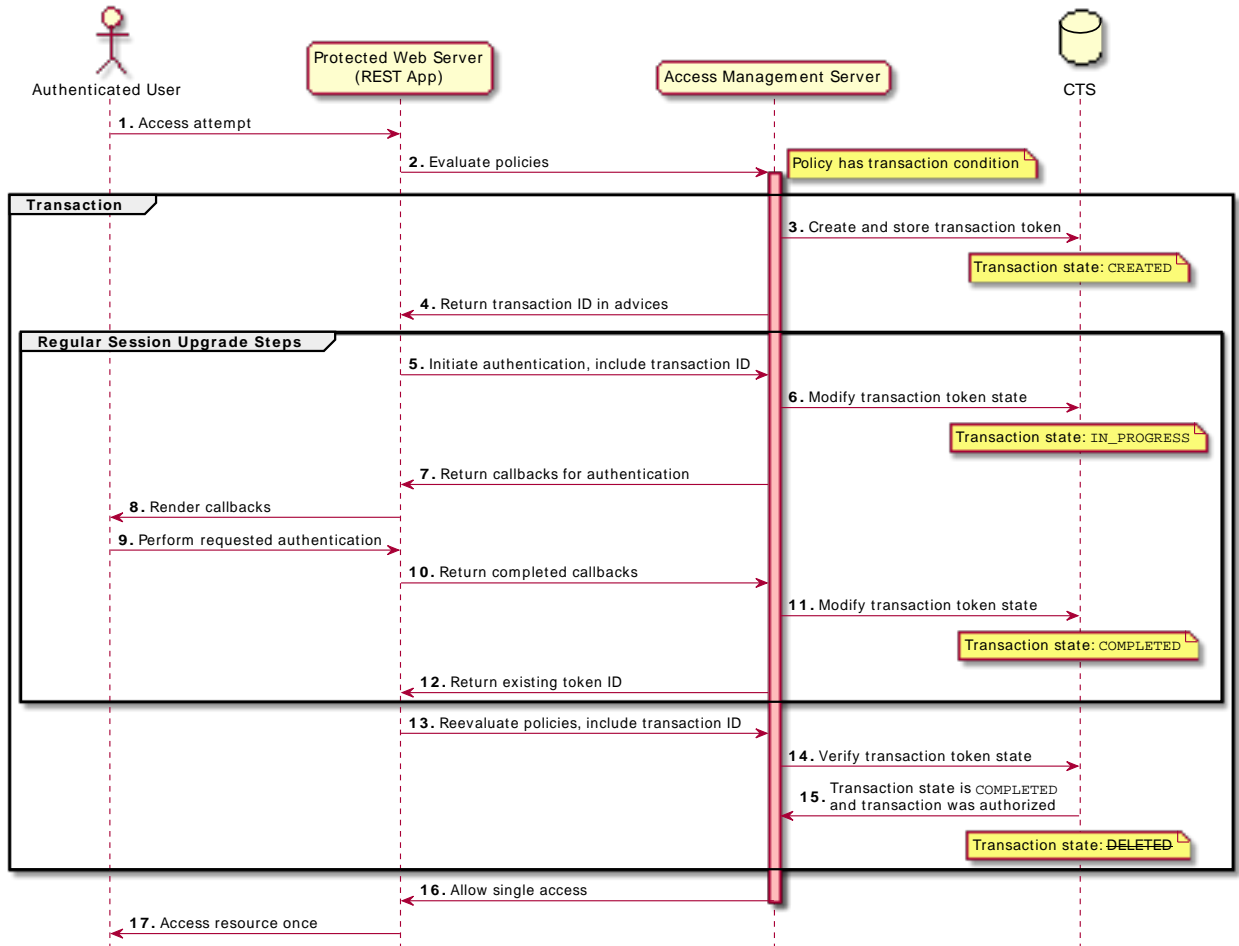 Authenticated User
Protected Web Server
(REST App)
Access Management Server
CTS
1. Access attempt
2. Evaluate policies
Policy has transaction condition
Transaction
3. Create and store transaction token
Transaction state: CREATED
4. Return transaction ID in advices
Regular Session Upgrade Steps
5. Initiate authentication, include transaction ID
6. Modify transaction token state
Transaction state: IN_PROGRESS
7. Return callbacks for authentication
8. Render callbacks
9. Perform requested authentication
10. Return completed callbacks
11. Modify transaction token state
Transaction state: COMPLETED
12. Return existing token ID
13. Reevaluate policies, include transaction ID
14. Verify transaction token state
15. Transaction state is COMPLETED
and transaction was authorized
Transaction state: DELETED
16. Allow single access
17. Access resource once